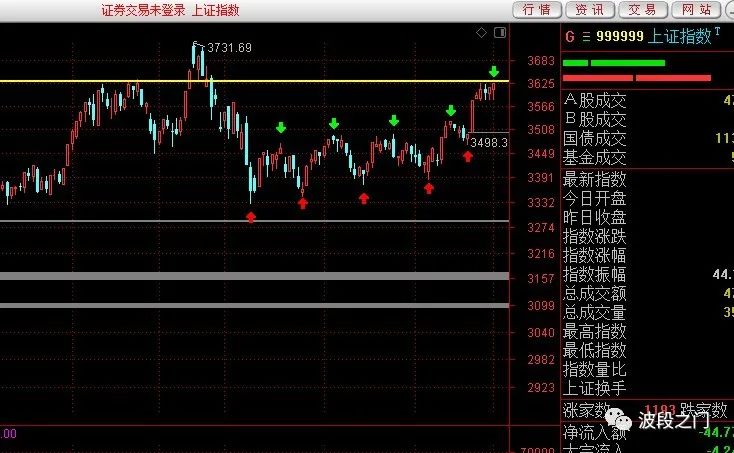 证券交易未登录 上证指数
行情 资讯 交易 网站
G 三 999999 上证指数 T
3731.69
3498.3
3683
3625
3566
3508
3449
3391
3332
3274
3216
3157
3099
3040
2982
2923
70000
.00
A股成交 47
B股成交
国债成交 113
基金成交 5
最新指数
今日开盘
昨日收盘
指数涨跌
指数涨幅
指数振幅 44.
总成交额 47
总成交量 35
最高指数
最低指数
指数量比
上证换手
涨家数 1193 跌家数
净流入额 -44.77
大宗流入 -4.24
波段之门